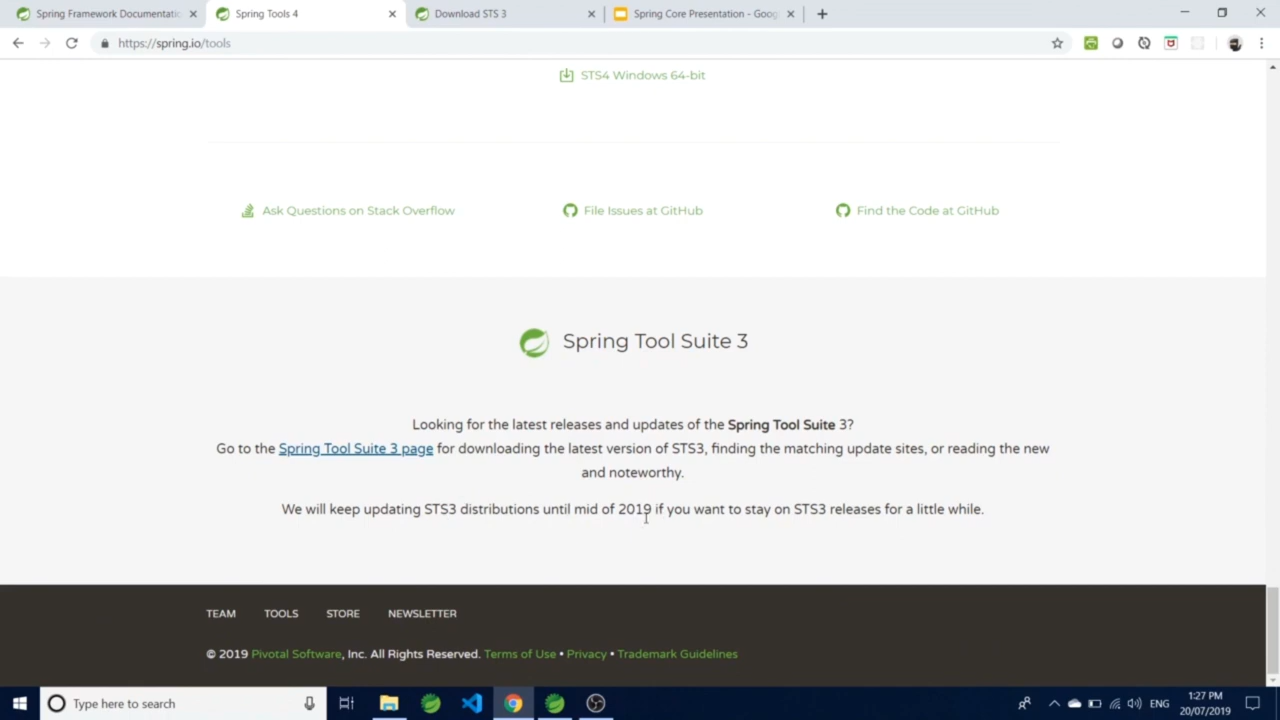 Spring Framework Documentatio
Spring Tools 4
Download STS 3
Spring Core Presentation - Goog
https://spring.io/tools
STS4 Windows 64-bit
Ask Questions on Stack Overflow
File Issues at GitHub
Find the Code at GitHub
Spring Tool Suite 3
Looking for the latest releases and updates of the Spring Tool Suite 3?
Go to the Spring Tool Suite 3 page for downloading the latest version of STS3, finding the matching update sites, or reading the new
and noteworthy.
We will keep updating STS3 distributions until mid of 2019 if you want to stay on STS3 releases for a little while.
TEAM TOOLS STORE NEWSLETTER
© 2019 Pivotal Software, Inc. All Rights Reserved. Terms of Use • Privacy • Trademark Guidelines
Type here to search
ENG
1:27 PM
20/07/2019